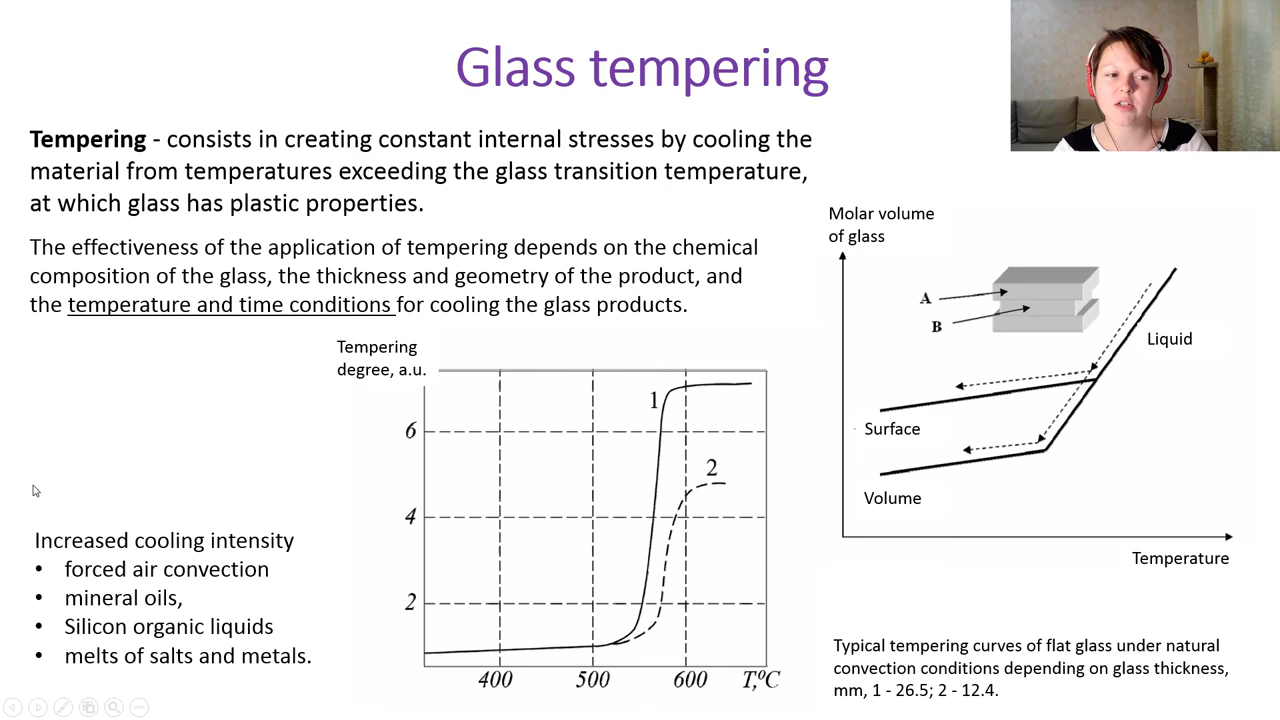 Glass tempering
Tempering - consists in creating constant internal stresses by cooling the
material from temperatures exceeding the glass transition temperature,
at which glass has plastic properties.
The effectiveness of the application of tempering depends on the chemical
composition of the glass, the thickness and geometry of the product, and
the temperature and time conditions for cooling the glass products.
Tempering
degree, a.u.
1
2
6
4
2
400 500 600 T,ºC
Increased cooling intensity
• forced air convection
• mineral oils,
• Silicon organic liquids
• melts of salts and metals.
Molar volume
of glass
A
B
Liquid
Surface
Volume
Temperature
Typical tempering curves of flat glass under natural
convection conditions depending on glass thickness,
mm, 1 - 26.5; 2 - 12.4.